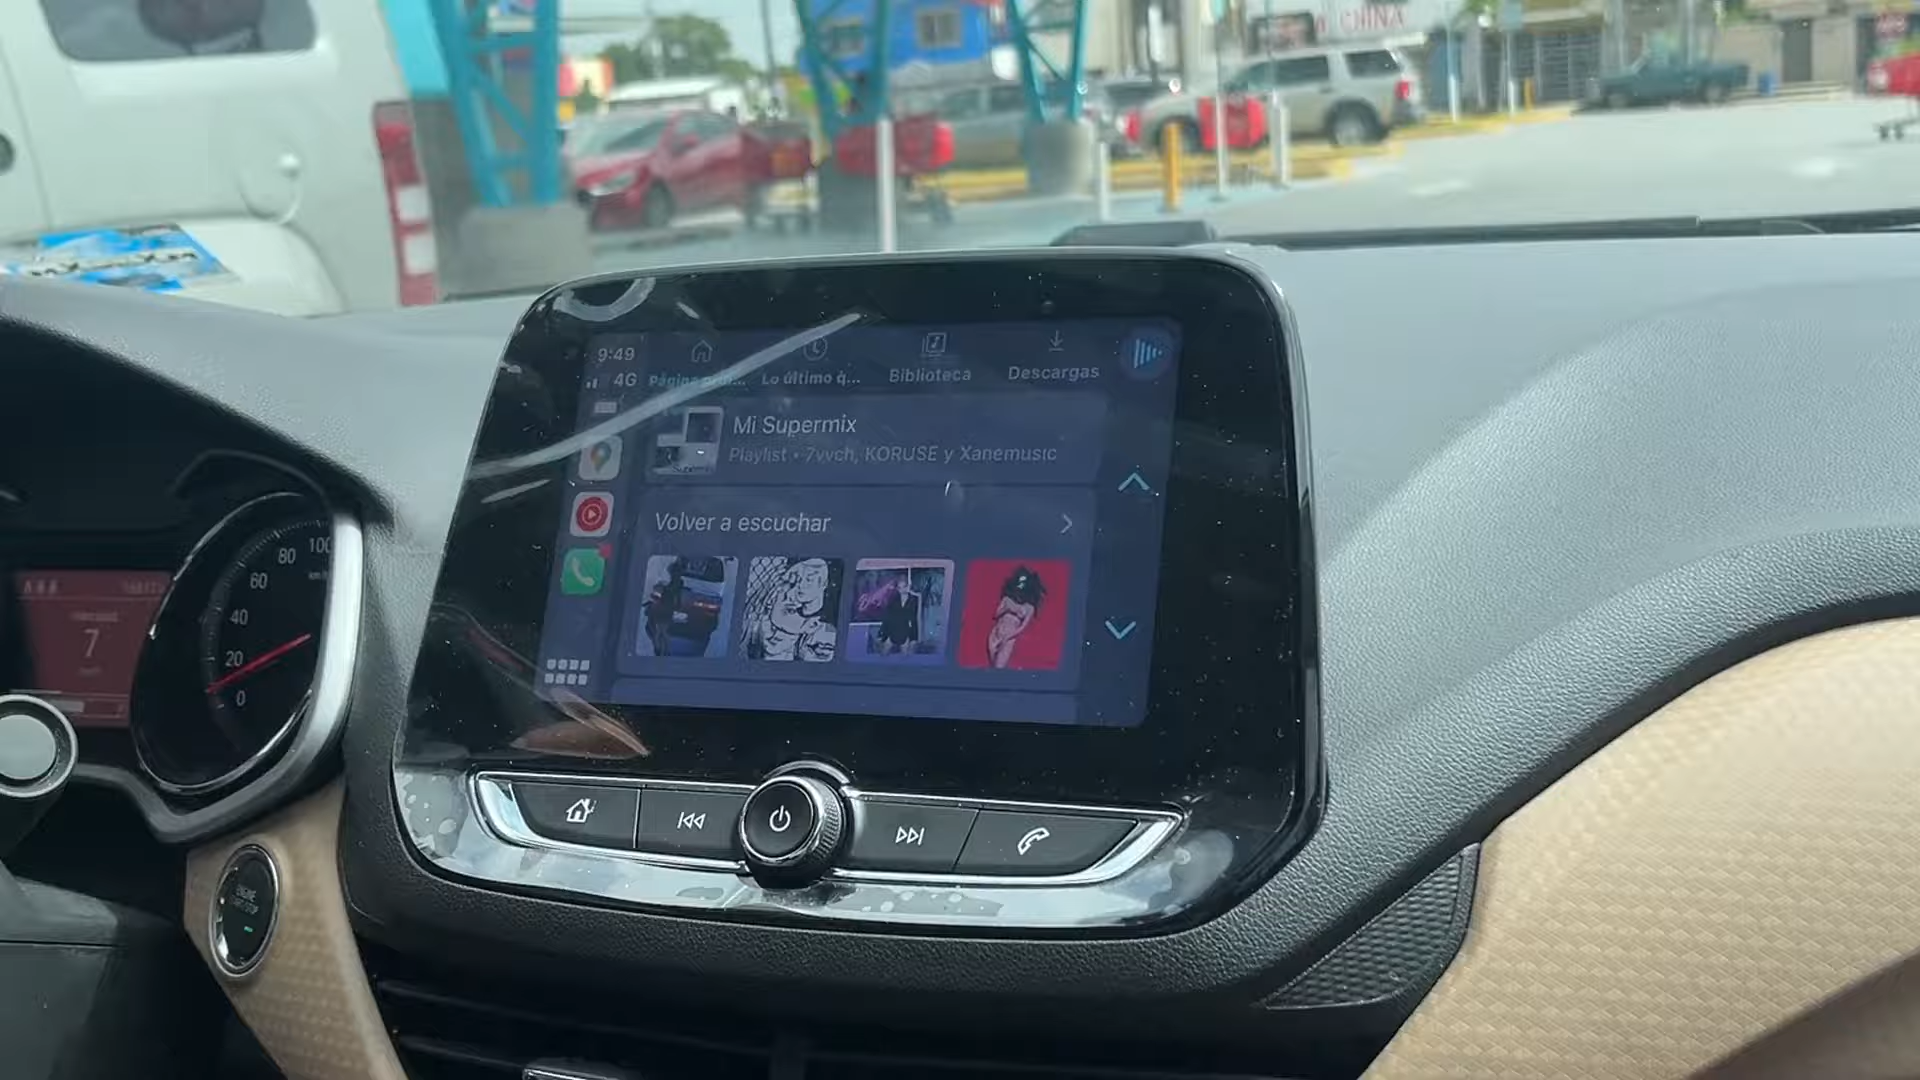 CHINA
9:49
4G
Lo último q...
Biblioteca
Descargas
Mi Supermix
Playlist • 7vvch, KORUSE y Xanemusic
Volver a escuchar
100
80
60
40
20
0
7
ENGINE